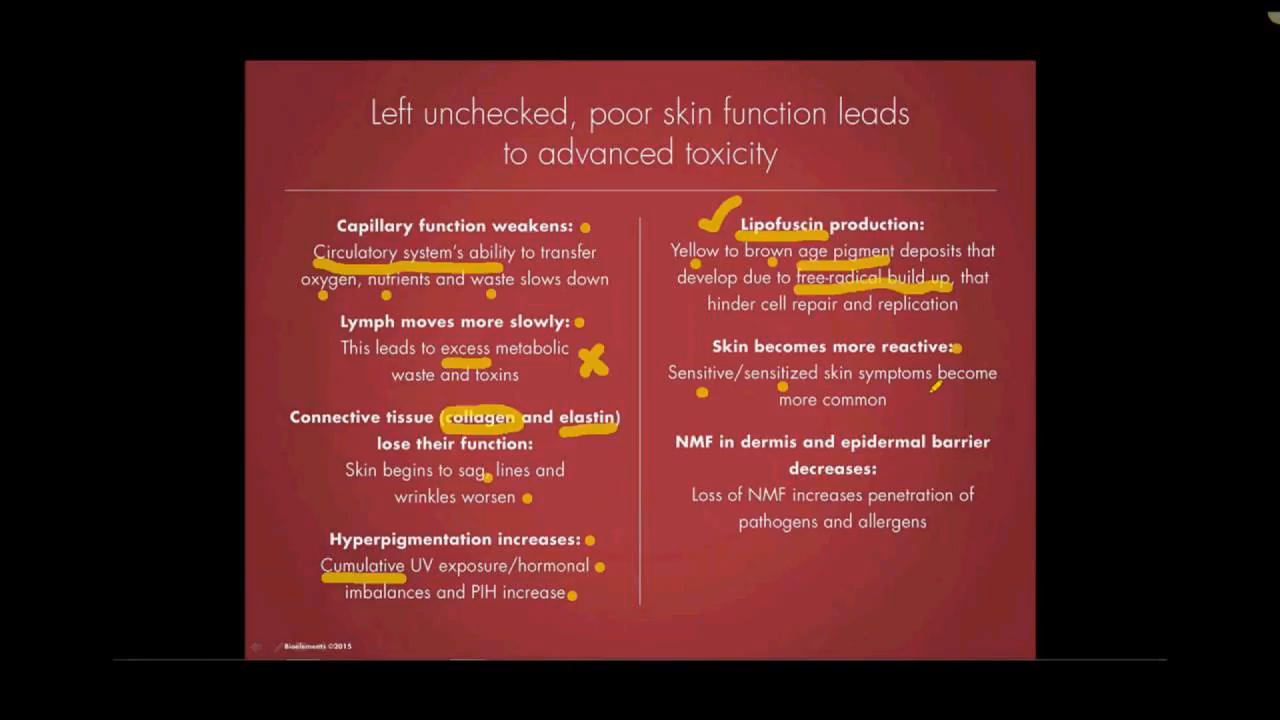 Left unchecked, poor skin function leads
to advanced toxicity
Capillary function weakens:
Circulatory system's ability to transfer
oxygen, nutrients and waste slows down
Lymph moves more slowly:
This leads to excess metabolic
waste and toxins
Connective tissue (collagen and elastin)
lose their function:
Skin begins to sag, lines and
wrinkles worsen
Hyperpigmentation increases:
Cumulative UV exposure/hormonal
imbalances and PIH increase
Lipofuscin production:
Yellow to brown age pigment deposits that
develop due to free-radical build up, that
hinder cell repair and replication
Skin becomes more reactive:
Sensitive/sensitized skin symptoms become
more common
NMF in dermis and epidermal barrier
decreases:
Loss of NMF increases penetration of
pathogens and allergens
Bioelements ©2015